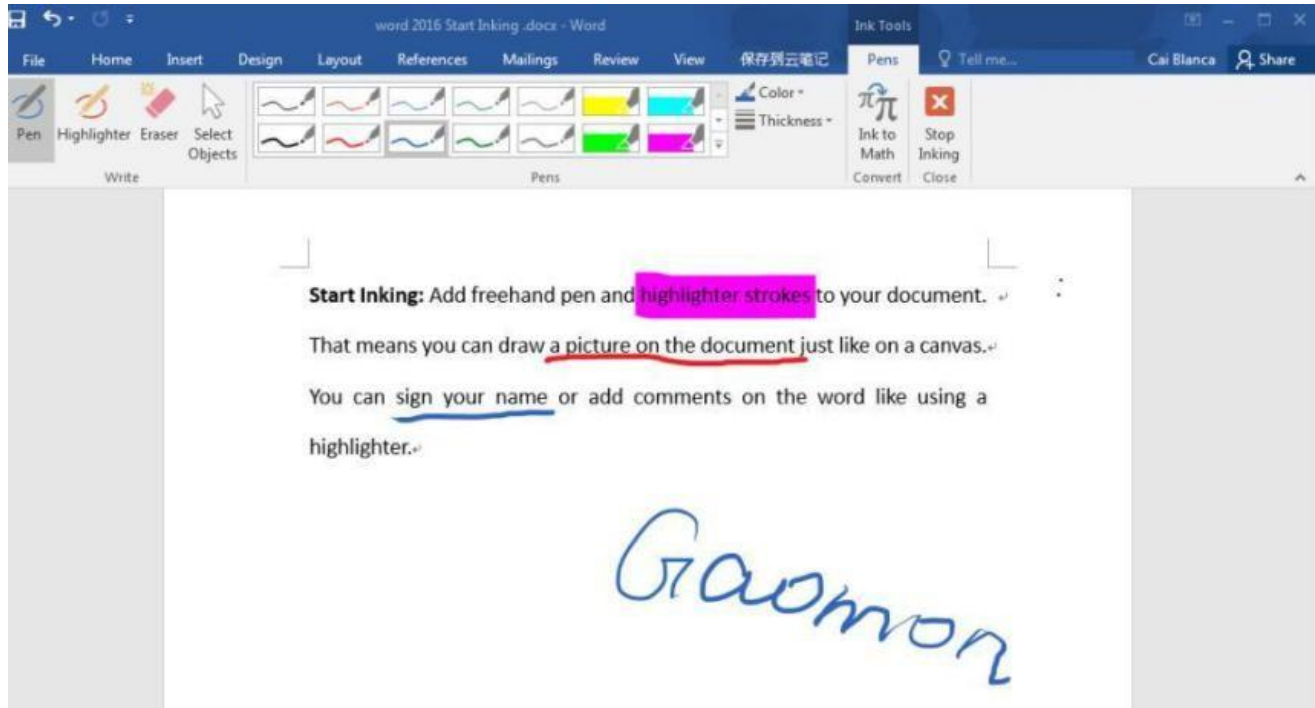 word 2016 Start Inking .docx - Word
Ink Tools
File Home Insert Design Layout References Mailings Review View 保存到云笔记 Pens Tell me... Cai Blanca Share
Pen
Highlighter
Eraser
Select
Objects
Write
Pens
Color
Thickness
Ink to
Math
Convert
Stop
Inking
Close
Start Inking: Add freehand pen and highlighter strokes to your document.
That means you can draw a picture on the document just like on a canvas.
You can sign your name or add comments on the word like using a
highlighter.
Gaomon